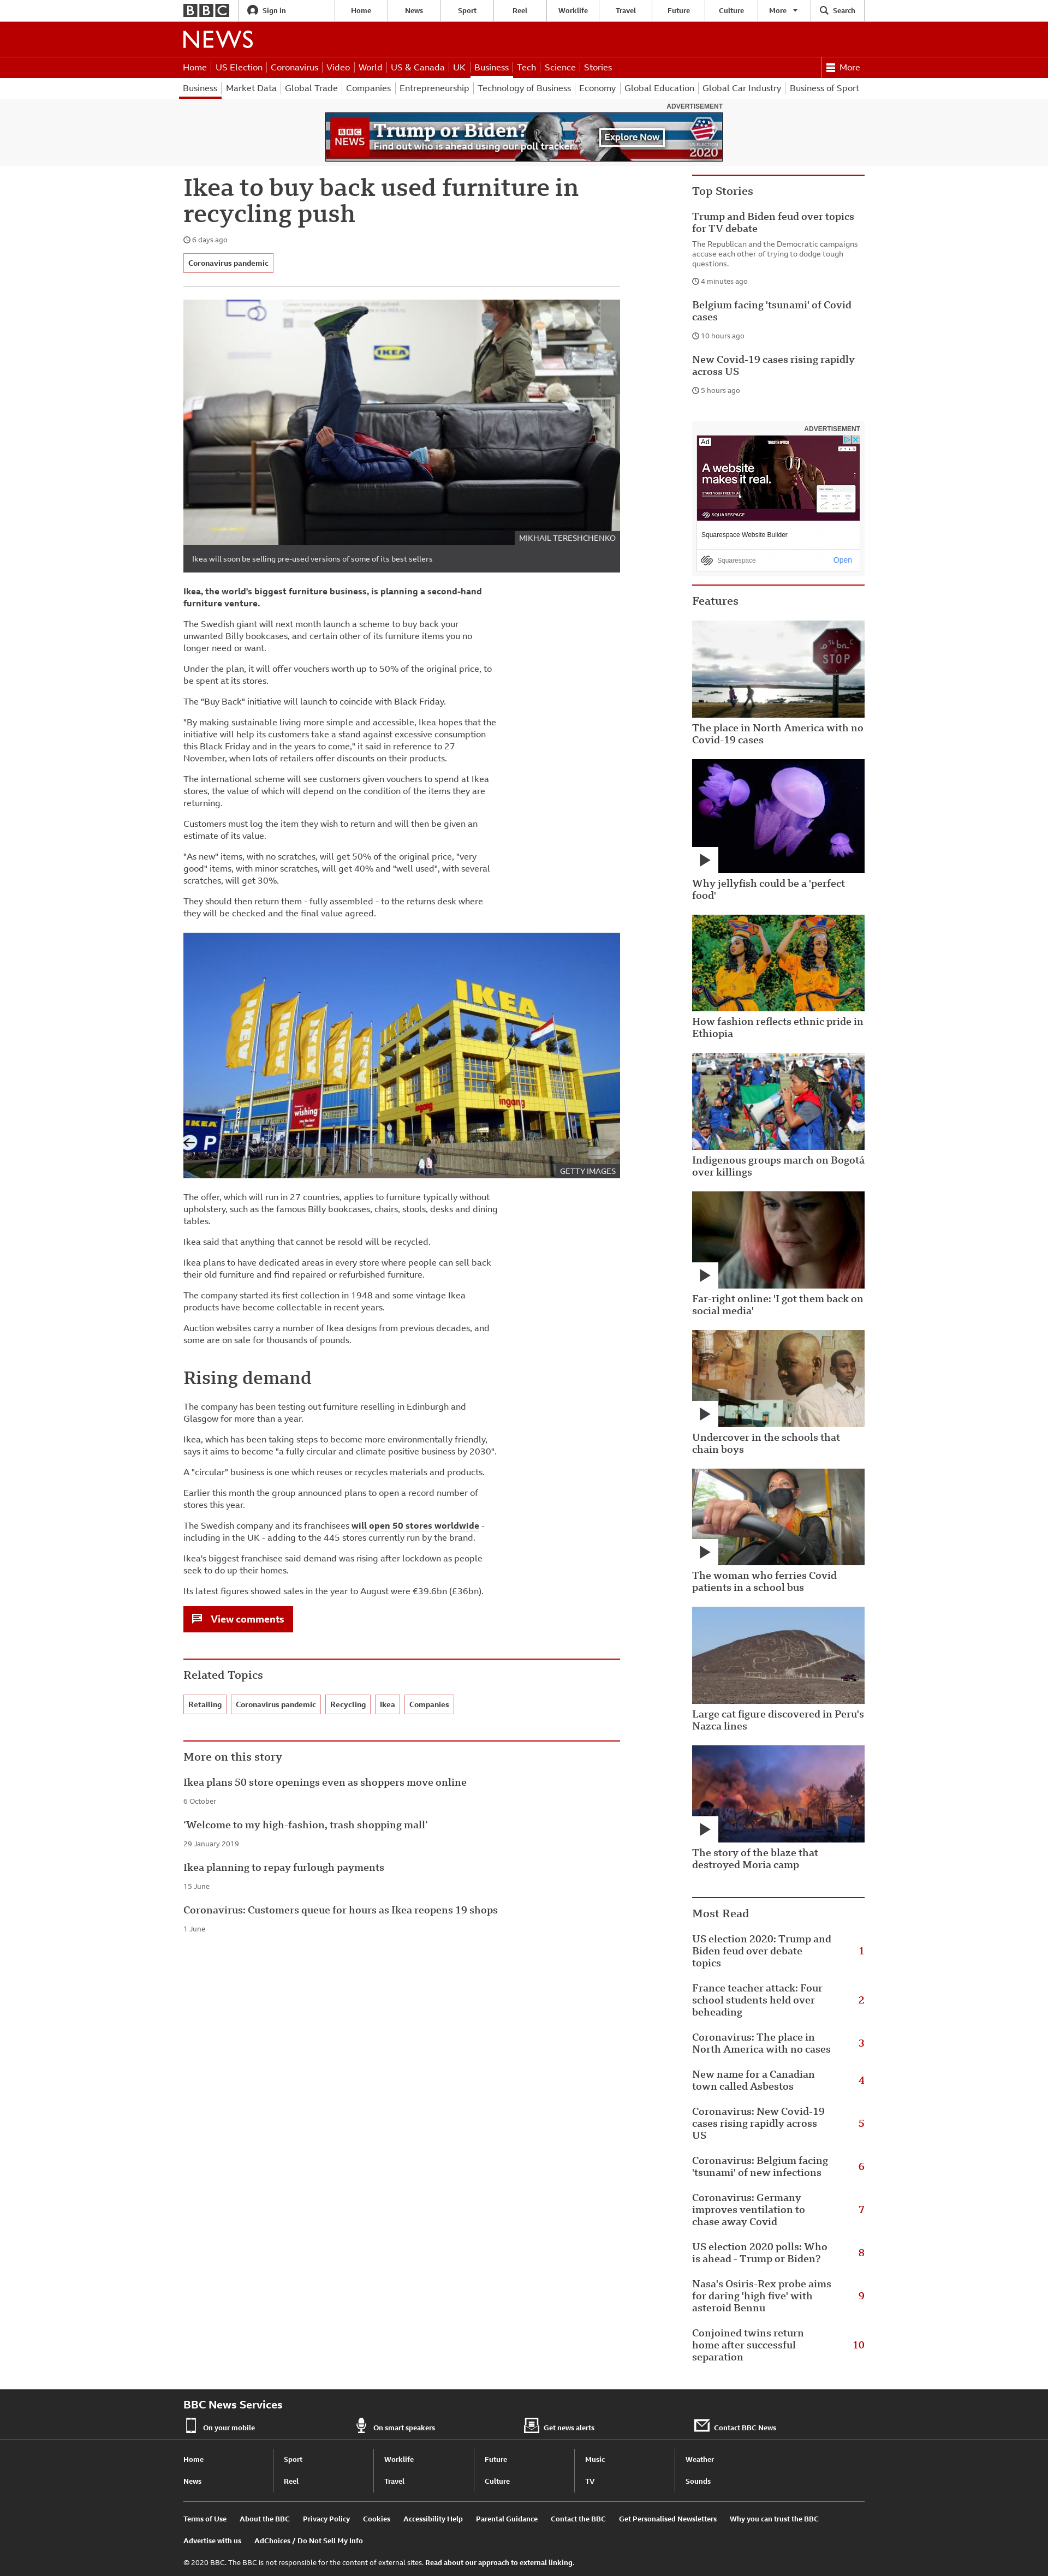 BBC
Sign in
Home
News
Sport
Reel
Worklife
Travel
Future
Culture
More
Search
NEWS
Home
US Election
Coronavirus
Video
World
US & Canada
UK
Business
Tech
Science
Stories
More
Business
Market Data
Global Trade
Companies
Entrepreneurship
Technology of Business
Economy
Global Education
Global Car Industry
Business of Sport
ADVERTISEMENT
BBC
NEWS
Trump or Biden?
Find out who is ahead using our poll tracker.
Explore Now
US ELECTION
2020
Ikea to buy back used furniture in
recycling push
6 days ago
Coronavirus pandemic
IKEA
MIKHAIL TERESHCHENKO
Ikea will soon be selling pre-used versions of some of its best sellers
Ikea, the world's biggest furniture business, is planning a second-hand
furniture venture.
The Swedish giant will next month launch a scheme to buy back your
unwanted Billy bookcases, and certain other of its furniture items you no
longer need or want.
Under the plan, it will offer vouchers worth up to 50% of the original price, to
be spent at its stores.
The "Buy Back" initiative will launch to coincide with Black Friday.
"By making sustainable living more simple and accessible, Ikea hopes that the
initiative will help its customers take a stand against excessive consumption
this Black Friday and in the years to come," it said in reference to 27
November, when lots of retailers offer discounts on their products.
The international scheme will see customers given vouchers to spend at Ikea
stores, the value of which will depend on the condition of the items they are
returning.
Customers must log the item they wish to return and will then be given an
estimate of its value.
"As new" items, with no scratches, will get 50% of the original price, "very
good" items, with minor scratches, will get 40% and "well used", with several
scratches, will get 30%.
They should then return them - fully assembled - to the returns desk where
they will be checked and the final value agreed.
IKEA
IKEA
IKEA
IKEA
P
wishing
ingang
ingang
GETTY IMAGES
The offer, which will run in 27 countries, applies to furniture typically without
upholstery, such as the famous Billy bookcases, chairs, stools, desks and dining
tables.
Ikea said that anything that cannot be resold will be recycled.
Ikea plans to have dedicated areas in every store where people can sell back
their old furniture and find repaired or refurbished furniture.
The company started its first collection in 1948 and some vintage Ikea
products have become collectable in recent years.
Auction websites carry a number of Ikea designs from previous decades, and
some are on sale for thousands of pounds.
Rising demand
The company has been testing out furniture reselling in Edinburgh and
Glasgow for more than a year.
Ikea, which has been taking steps to become more environmentally friendly,
says it aims to become "a fully circular and climate positive business by 2030".
A "circular" business is one which reuses or recycles materials and products.
Earlier this month the group announced plans to open a record number of
stores this year.
The Swedish company and its franchisees will open 50 stores worldwide -
including in the UK - adding to the 445 stores currently run by the brand.
Ikea's biggest franchisee said demand was rising after lockdown as people
seek to do up their homes.
Its latest figures showed sales in the year to August were €39.6bn (£36bn).
View comments
Related Topics
Retailing
Coronavirus pandemic
Recycling
Ikea
Companies
More on this story
Ikea plans 50 store openings even as shoppers move online
6 October
'Welcome to my high-fashion, trash shopping mall'
29 January 2019
Ikea planning to repay furlough payments
15 June
Coronavirus: Customers queue for hours as Ikea reopens 19 shops
1 June
Top Stories
Trump and Biden feud over topics
for TV debate
The Republican and the Democratic campaigns
accuse each other of trying to dodge tough
questions.
4 minutes ago
Belgium facing 'tsunami' of Covid
cases
10 hours ago
New Covid-19 cases rising rapidly
across US
5 hours ago
ADVERTISEMENT
Ad
A website
makes it real.
START YOUR FREE TRIAL
SQUARESPACE
Squarespace Website Builder
Squarespace
Open
Features
STOP
The place in North America with no
Covid-19 cases
Why jellyfish could be a 'perfect
food'
How fashion reflects ethnic pride in
Ethiopia
Indigenous groups march on Bogotá
over killings
Far-right online: 'I got them back on
social media'
Undercover in the schools that
chain boys
The woman who ferries Covid
patients in a school bus
Large cat figure discovered in Peru's
Nazca lines
The story of the blaze that
destroyed Moria camp
Most Read
US election 2020: Trump and
Biden feud over debate
topics
1
France teacher attack: Four
school students held over
beheading
2
Coronavirus: The place in
North America with no cases
3
New name for a Canadian
town called Asbestos
4
Coronavirus: New Covid-19
cases rising rapidly across
US
5
Coronavirus: Belgium facing
'tsunami' of new infections
6
Coronavirus: Germany
improves ventilation to
chase away Covid
7
US election 2020 polls: Who
is ahead - Trump or Biden?
8
Nasa's Osiris-Rex probe aims
for daring 'high five' with
asteroid Bennu
9
Conjoined twins return
home after successful
separation
10
BBC News Services
On your mobile
On smart speakers
Get news alerts
Contact BBC News
Home
Sport
Worklife
Future
Music
Weather
News
Reel
Travel
Culture
TV
Sounds
Terms of Use
About the BBC
Privacy Policy
Cookies
Accessibility Help
Parental Guidance
Contact the BBC
Get Personalised Newsletters
Why you can trust the BBC
Advertise with us
AdChoices / Do Not Sell My Info
© 2020 BBC. The BBC is not responsible for the content of external sites. Read about our approach to external linking.